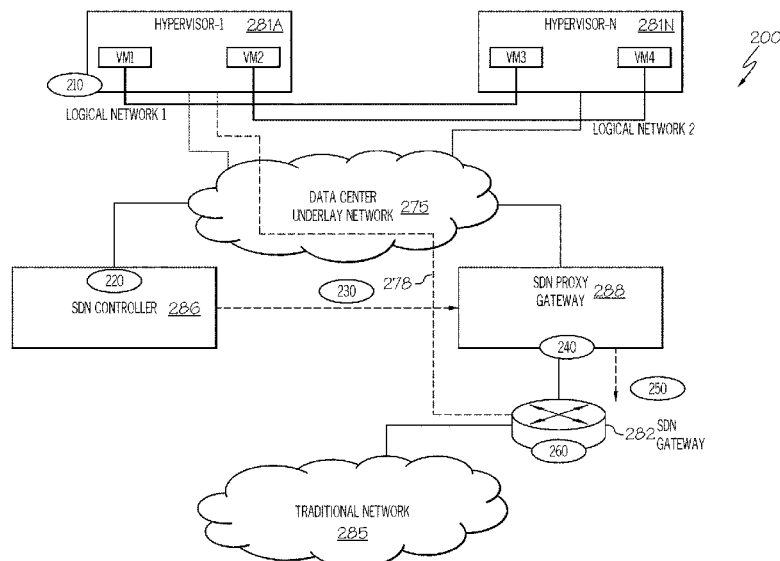 HYPERVISOR-1 281A
VM1 VM2
210
HYPERVISOR-N 281N
VM3 VM4
200
LOGICAL NETWORK 1
LOGICAL NETWORK 2
DATA CENTER
UNDERLAY NETWORK 275
220
SDN CONTROLLER 286
230
278
SDN PROXY
GATEWAY 288
240
250
260
282 SDN
GATEWAY
TRADITIONAL NETWORK
285